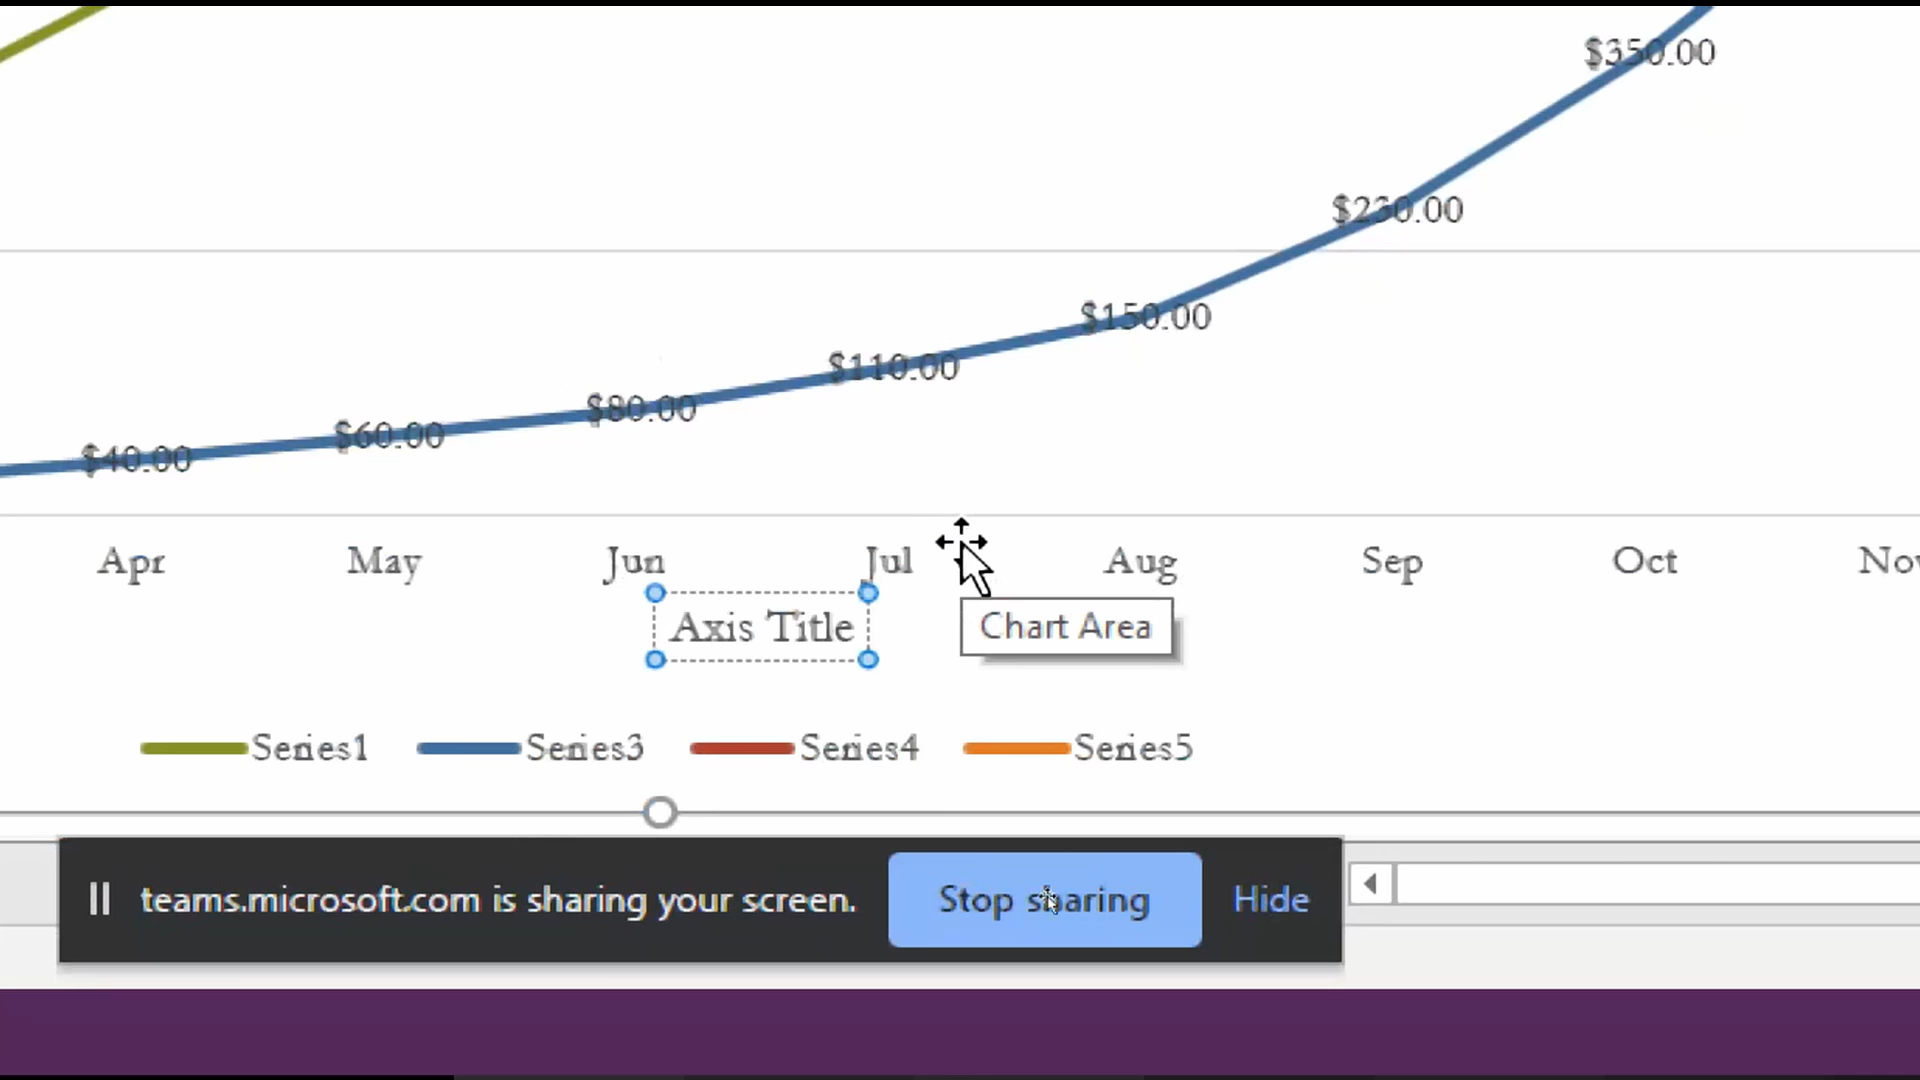 $350.00
$230.00
$150.00
$110.00
$80.00
$60.00
$40.00
Apr May Jun Jul Aug Sep Oct Nov
Axis Title
Chart Area
Series1 Series3 Series4 Series5
teams.microsoft.com is sharing your screen. Stop sharing Hide